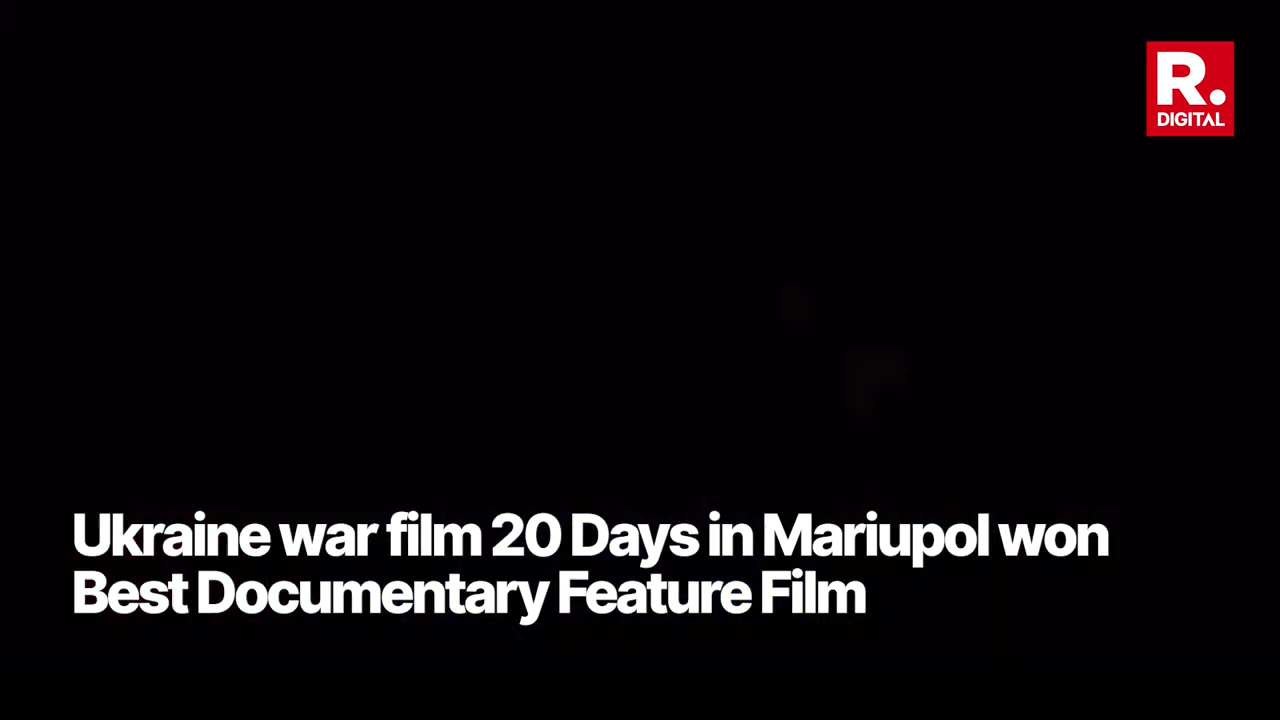 R.
DIGITAL
Ukraine war film 20 Days in Mariupol won
Best Documentary Feature Film